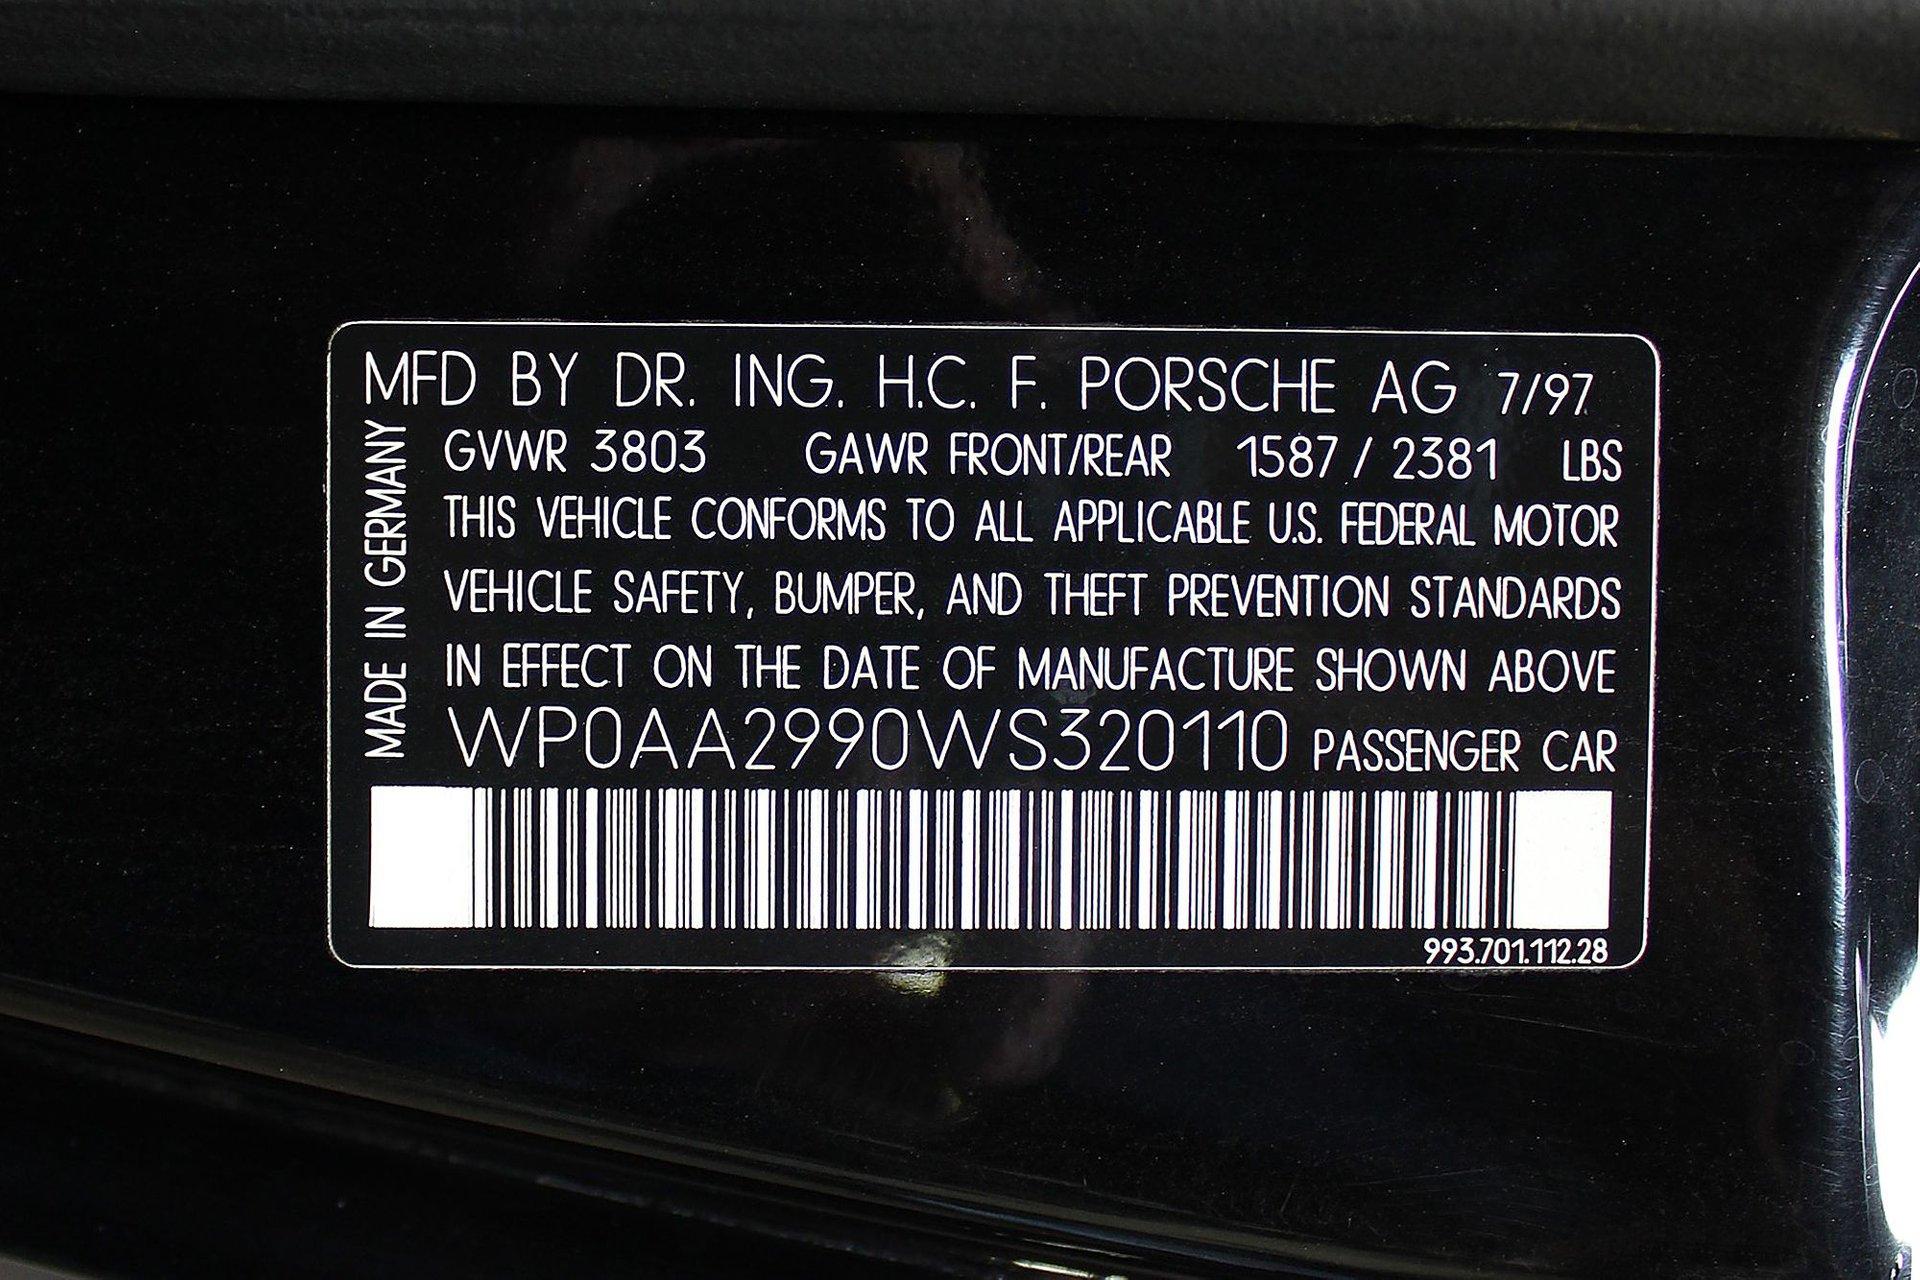 MFD BY DR. ING. H.C. F. PORSCHE AG 7/97
MADE IN GERMANY
GVWR 3803 GAWR FRONT/REAR 1587 / 2381 LBS
THIS VEHICLE CONFORMS TO ALL APPLICABLE U.S. FEDERAL MOTOR
VEHICLE SAFETY, BUMPER, AND THEFT PREVENTION STANDARDS
IN EFFECT ON THE DATE OF MANUFACTURE SHOWN ABOVE
WP0AA2990WS320110 PASSENGER CAR
993.701.112.28